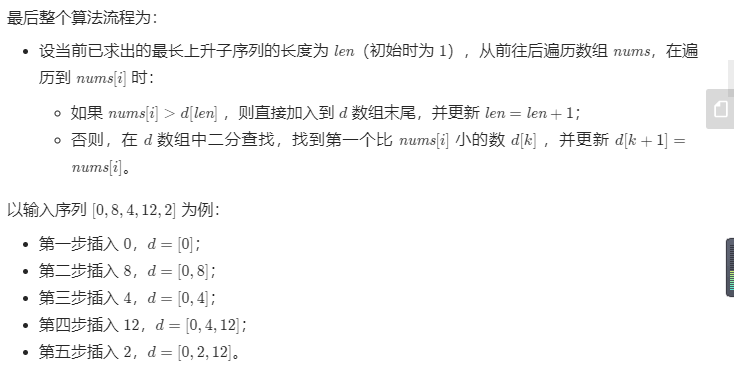 最后整个算法流程为：
• 设当前已求出的最长上升子序列的长度为 len（初始时为 1），从前往后遍历数组 nums，在遍
历到 nums[i] 时：
◦ 如果 nums[i] > d[len] ，则直接加入到 d 数组末尾，并更新 len = len + 1；
◦ 否则，在 d 数组中二分查找，找到第一个比 nums[i] 小的数 d[k] ，并更新 d[k + 1] =
nums[i]。
以输入序列 [0, 8, 4, 12, 2] 为例：
• 第一步插入 0，d = [0]；
• 第二步插入 8，d = [0, 8]；
• 第三步插入 4，d = [0, 4]；
• 第四步插入 12，d = [0, 4, 12]；
• 第五步插入 2，d = [0, 2, 12]。